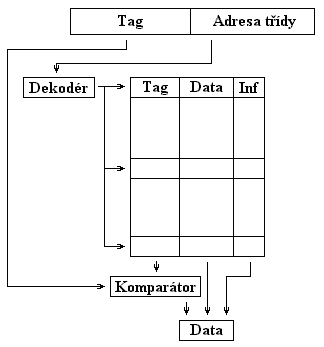 Tag Adresa třídy
Dekodér
Tag Data Inf
Komparátor
Data